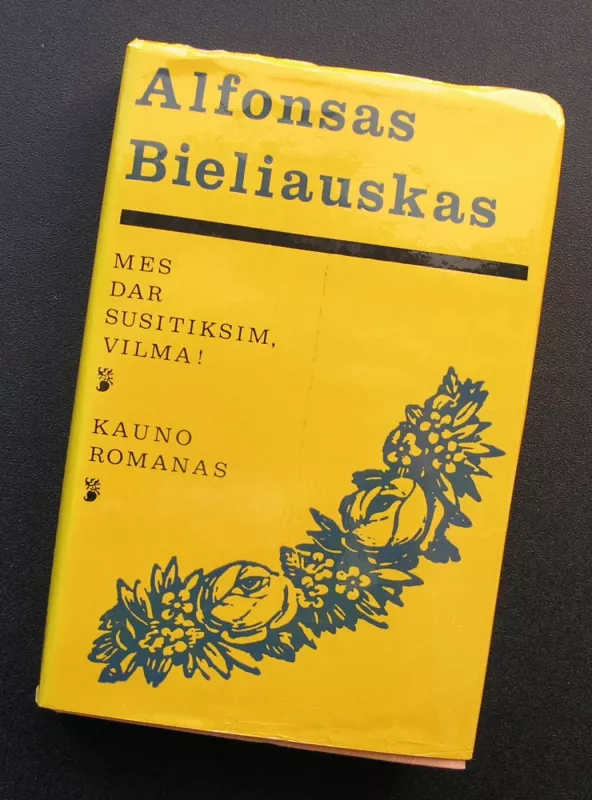 Alfonsas
Bieliauskas
MES
DAR
SUSITIKSIM,
VILMA!
KAUNO
ROMANAS